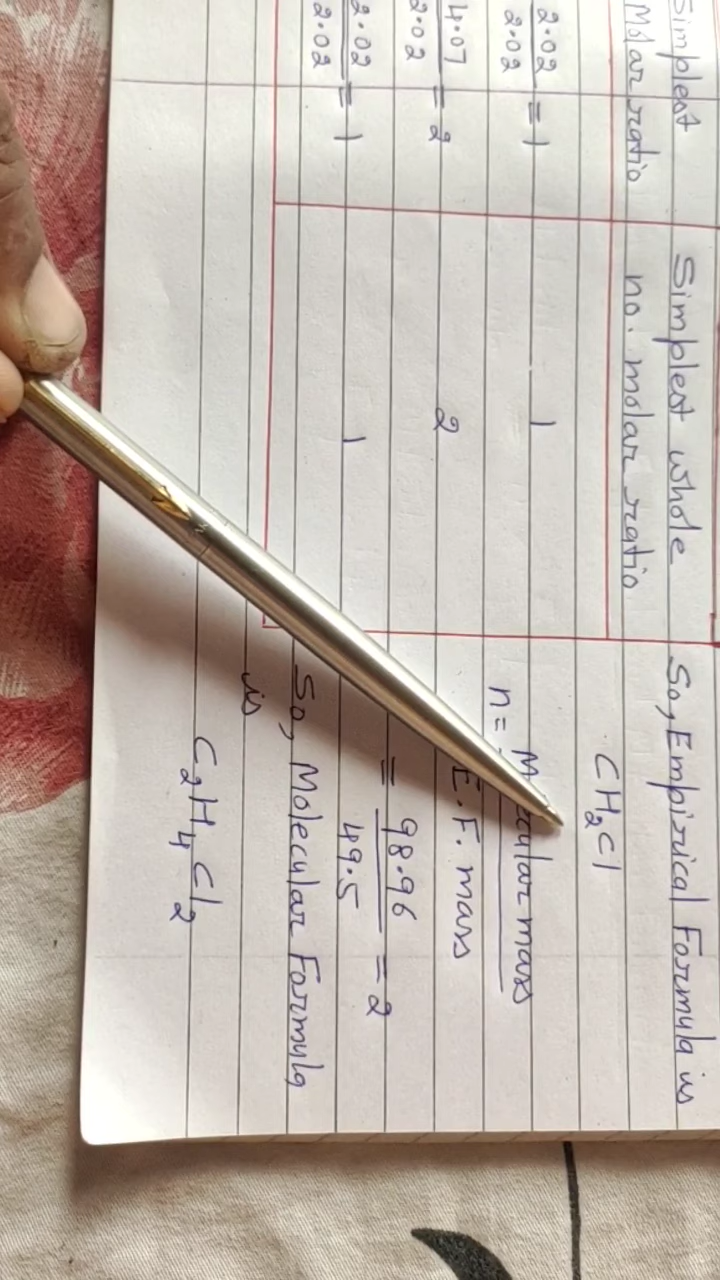 Simplest
Molar ratio
2.02/2.02 = 1
4.07/2.02 = 2
2.02/2.02 = 1
Simplest whole
no. molar ratio
1
2
1
So, Empirical Formula is
CH₂Cl
n = mass
E.F. mass
= 98.96/49.5 = 2
So, Molecular Formula
is
C₂H₄Cl₂